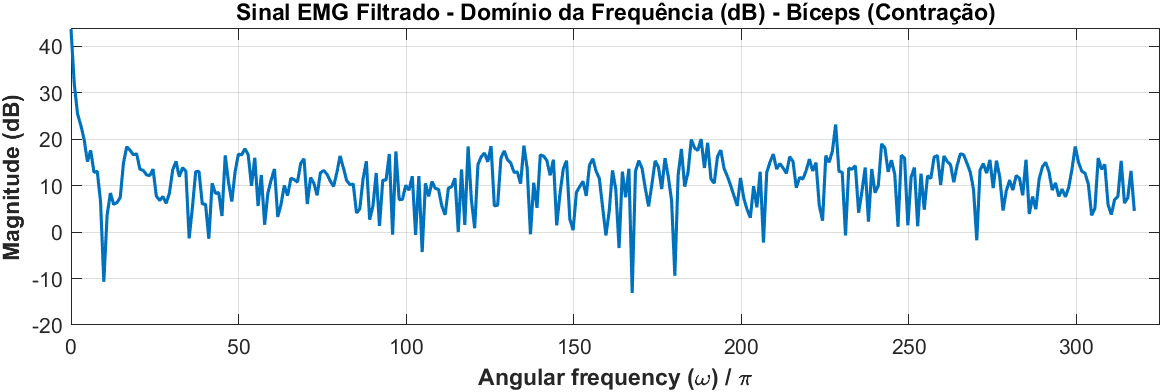 Sinal EMG Filtrado - Domínio da Frequência (dB) - Bíceps (Contração)
Magnitude (dB)
40
30
20
10
0
-10
-20
0 50 100 150 200 250 300
Angular frequency (ω) / π